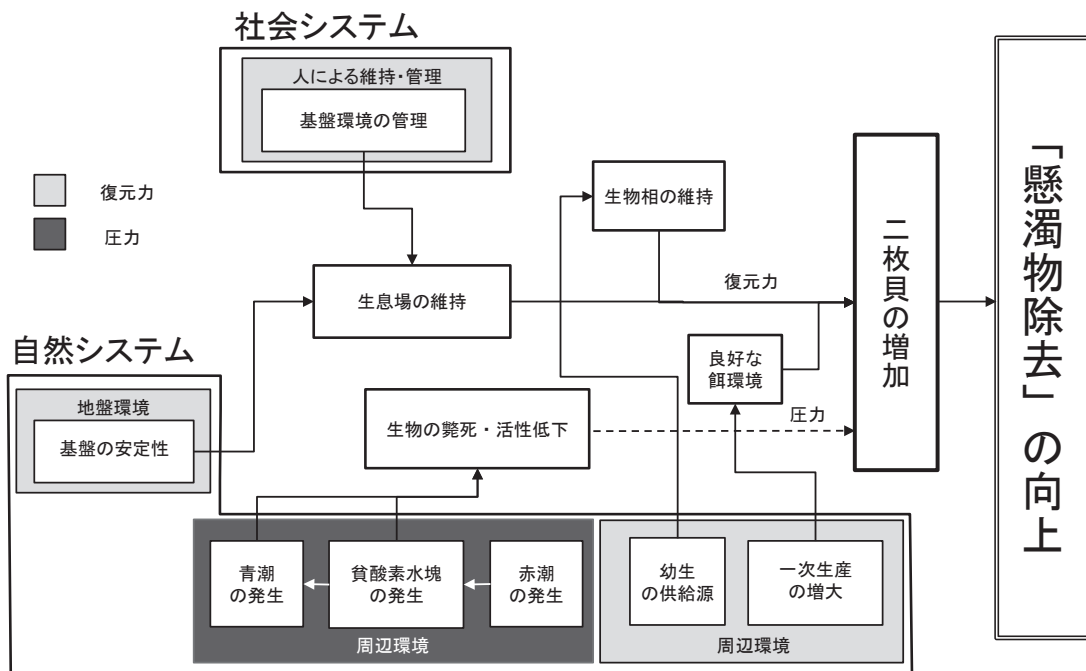 社会システム
人による維持・管理
基盤環境の管理
復元力
圧力
生物相の維持
生息場の維持
復元力
二枚貝の増加
「懸濁物除去」の向上
自然システム
地盤環境
基盤の安定性
良好な
餌環境
生物の斃死・活性低下
圧力
青潮
の発生
貧酸素水塊
の発生
赤潮
の発生
周辺環境
幼生
の供給源
一次生産
の増大
周辺環境